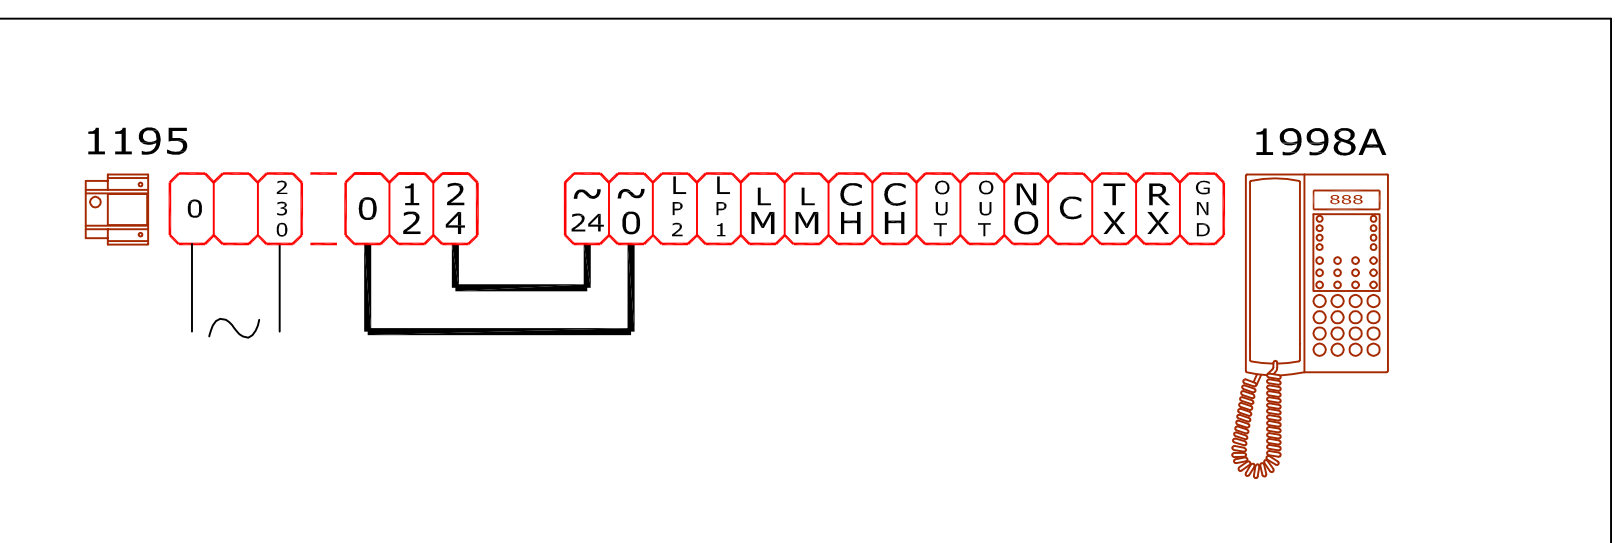 1195
1998A
0
230
0
12
24
~24
~0
LP2
LP1
LM
LM
CH
CH
OUT
OUT
NO
C
TX
RX
GND
888